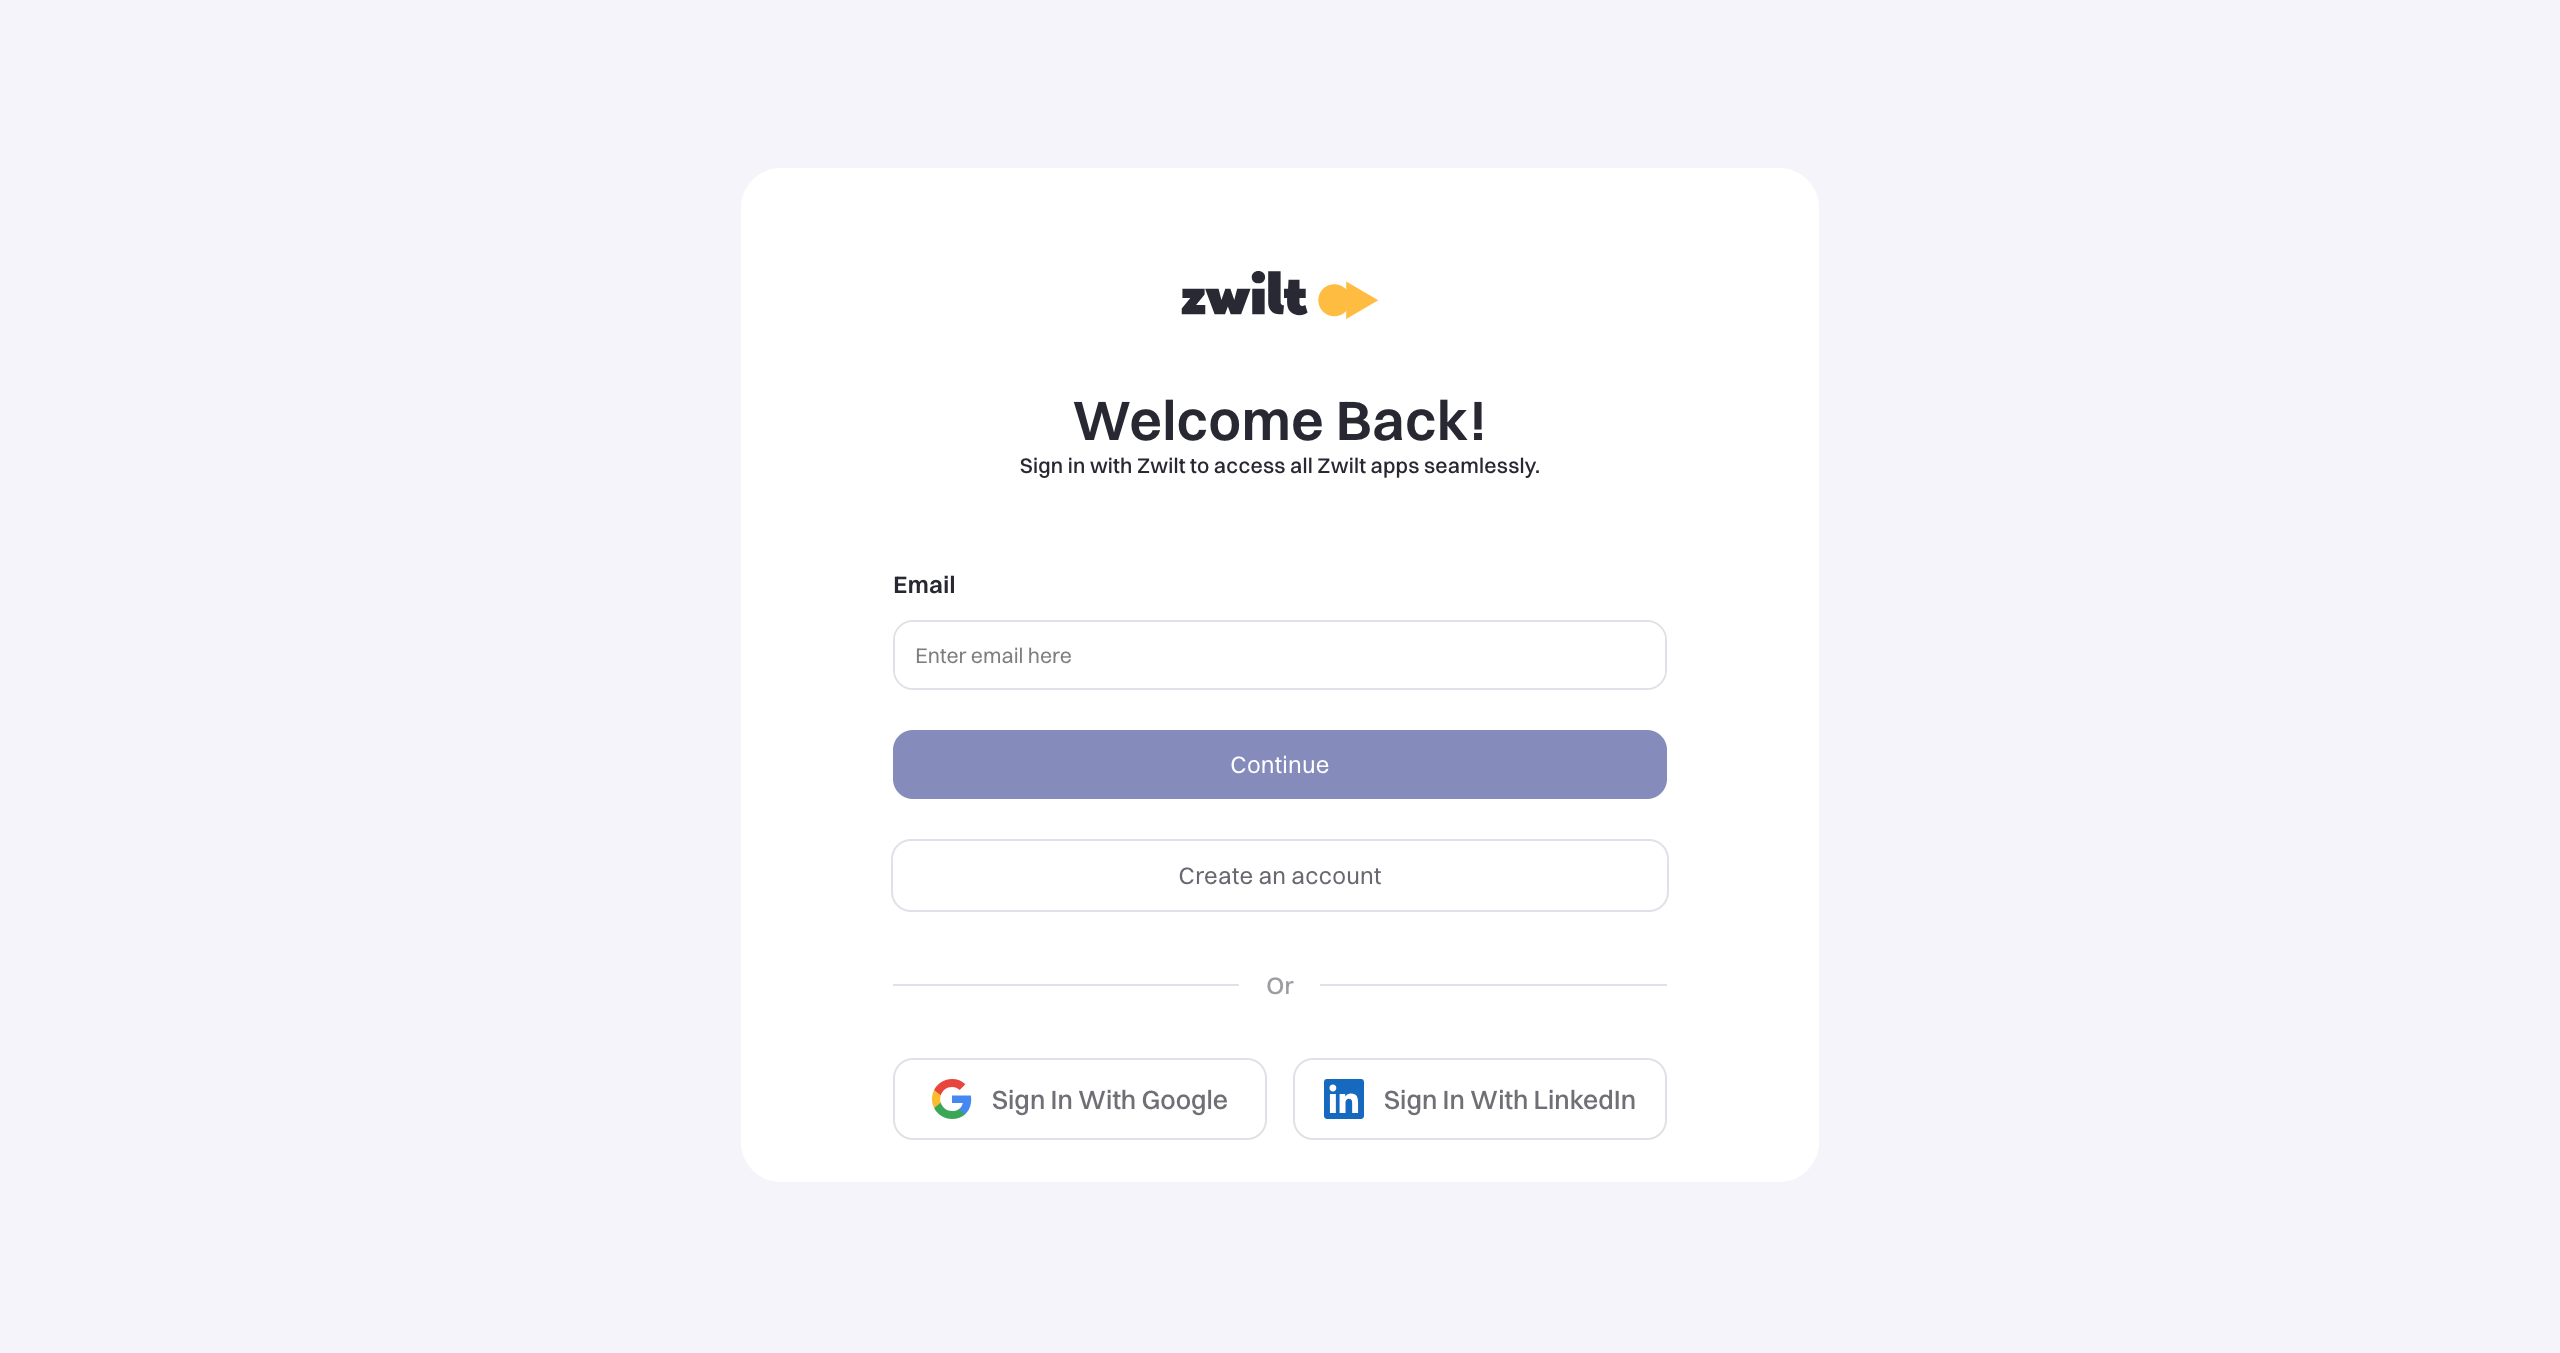 zwilt
Welcome Back!
Sign in with Zwilt to access all Zwilt apps seamlessly.
Email
Enter email here
Continue
Create an account
Or
Sign In With Google
in
Sign In With LinkedIn